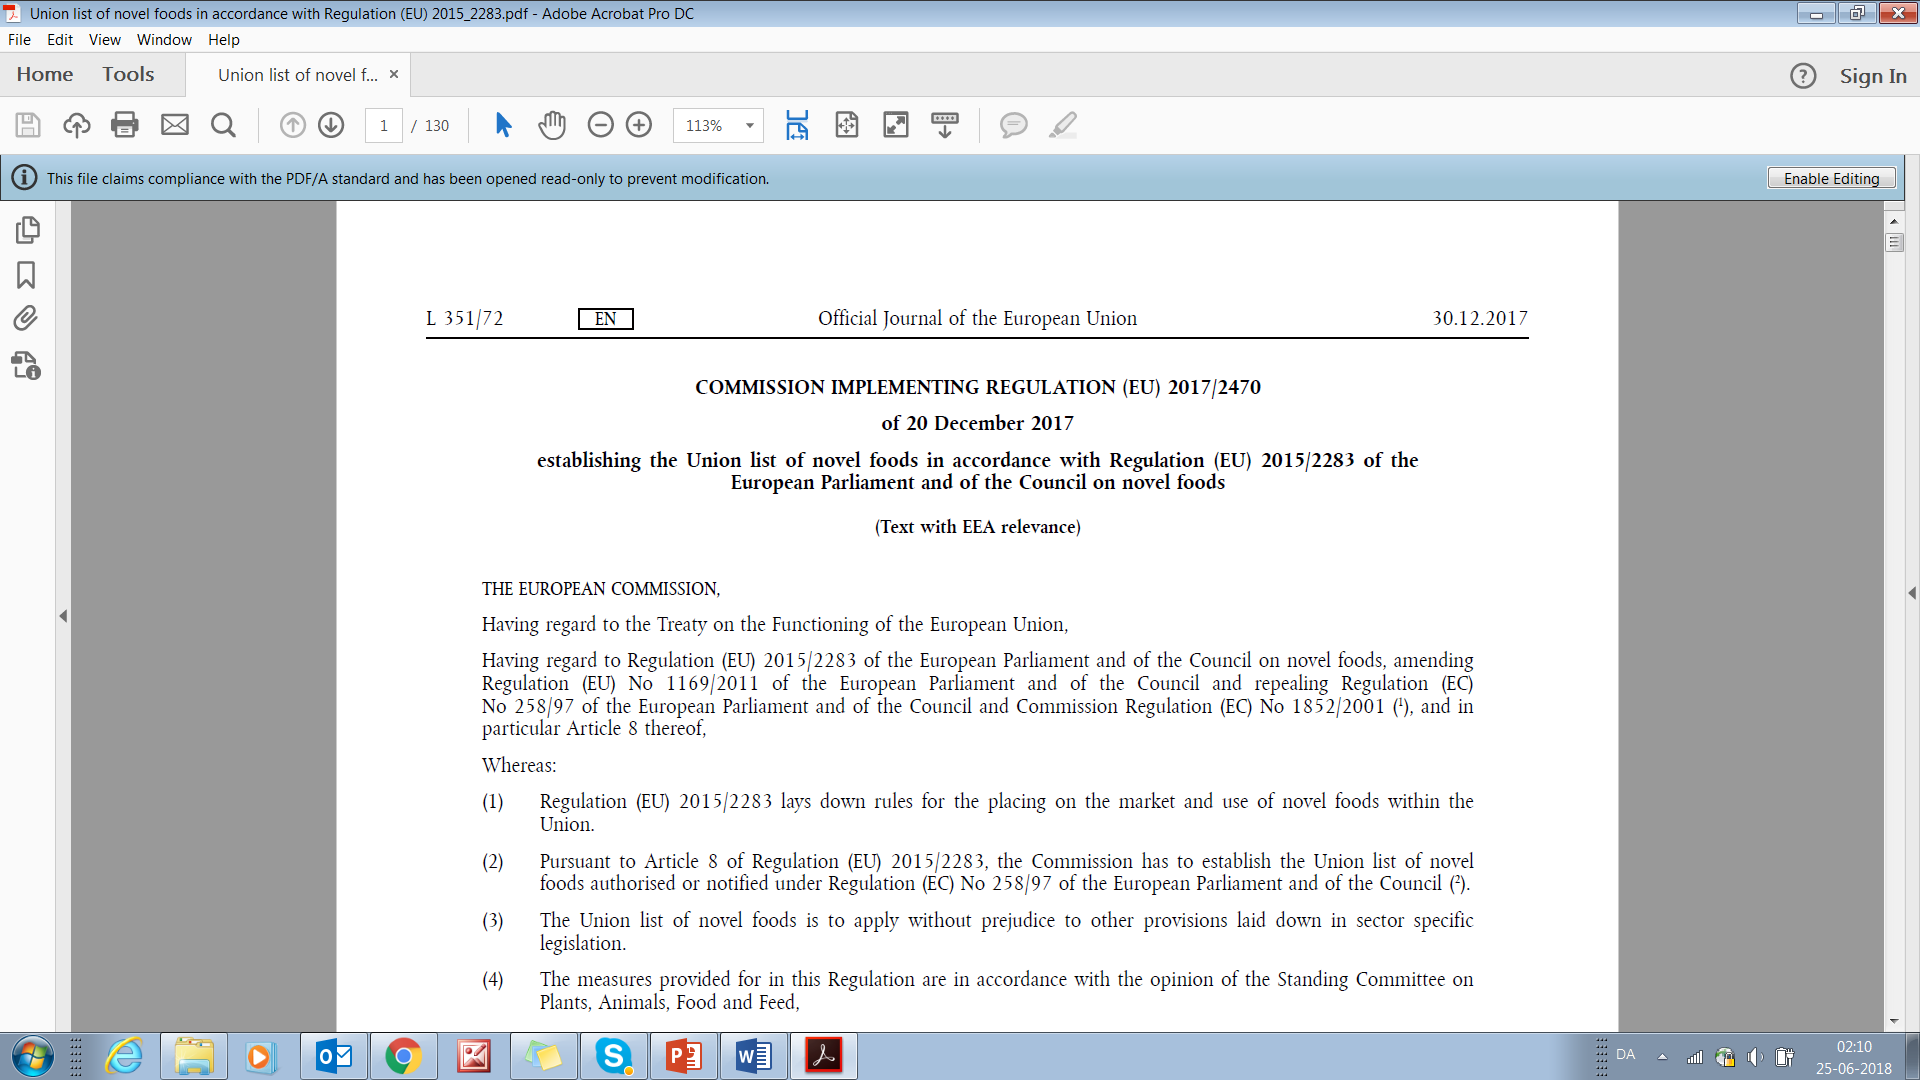 Union list of novel foods in accordance with Regulation (EU) 2015_2283.pdf - Adobe Acrobat Pro DC
File Edit View Window Help
Home Tools Union list of novel f... × ? Sign In
1 / 130 113%
This file claims compliance with the PDF/A standard and has been opened read-only to prevent modification. Enable Editing
L 351/72 EN Official Journal of the European Union 30.12.2017
COMMISSION IMPLEMENTING REGULATION (EU) 2017/2470
of 20 December 2017
establishing the Union list of novel foods in accordance with Regulation (EU) 2015/2283 of the
European Parliament and of the Council on novel foods
(Text with EEA relevance)
THE EUROPEAN COMMISSION,
Having regard to the Treaty on the Functioning of the European Union,
Having regard to Regulation (EU) 2015/2283 of the European Parliament and of the Council on novel foods, amending
Regulation (EU) No 1169/2011 of the European Parliament and of the Council and repealing Regulation (EC)
No 258/97 of the European Parliament and of the Council and Commission Regulation (EC) No 1852/2001 (¹), and in
particular Article 8 thereof,
Whereas:
(1) Regulation (EU) 2015/2283 lays down rules for the placing on the market and use of novel foods within the
Union.
(2) Pursuant to Article 8 of Regulation (EU) 2015/2283, the Commission has to establish the Union list of novel
foods authorised or notified under Regulation (EC) No 258/97 of the European Parliament and of the Council (²).
(3) The Union list of novel foods is to apply without prejudice to other provisions laid down in sector specific
legislation.
(4) The measures provided for in this Regulation are in accordance with the opinion of the Standing Committee on
Plants, Animals, Food and Feed,
DA 02:10
25-06-2018